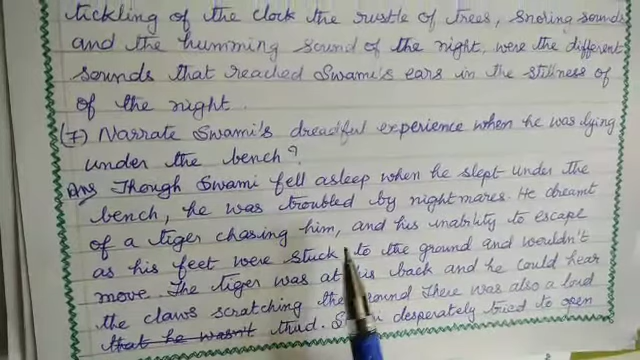 tickling of the clock the rustle of trees, snoring sounds
and the humming sound of the night were the different
sounds that reached Swami's ears in the stillness of
of the night.
(7) Narrate Swami's dreadful experience when he was lying
under the bench?
Ans Though Swami fell asleep when he slept under the
bench, he was troubled by nightmares. He dreamt
of a tiger chasing him, and his inability to escape
as his feet were stuck to the ground and wouldn't
move. The tiger was at his back and he could hear
the claws scratching the ground There was also a loud
that he wasn't thud. desperately tried to open